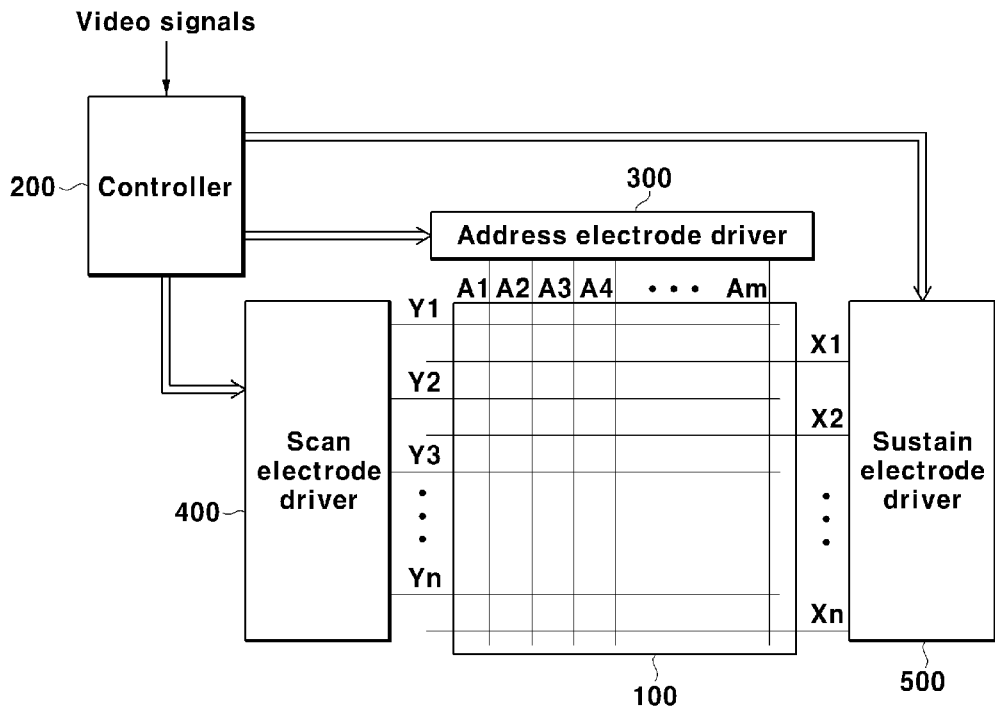 Video signals
200
Controller
300
Address electrode driver
A1 A2 A3 A4 • • • Am
Y1
X1
Y2
X2
Scan
electrode
driver
Y3
Sustain
electrode
driver
400
Yn
Xn
100
500